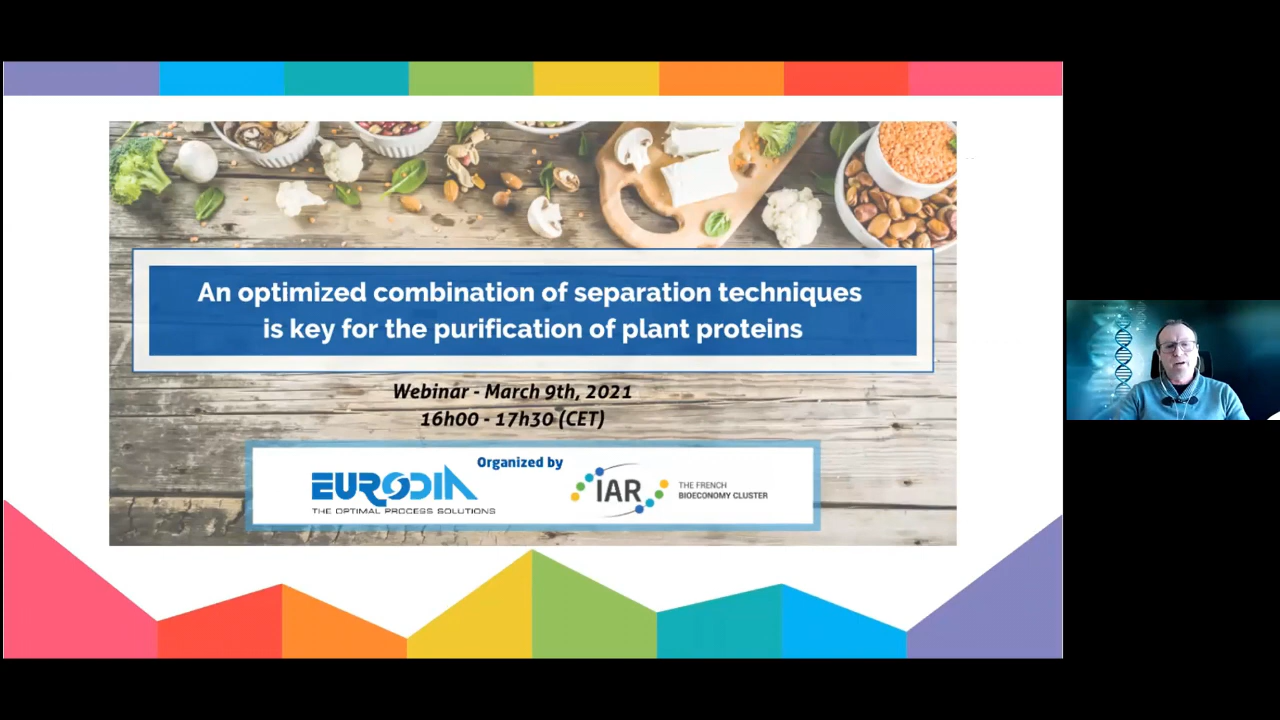 An optimized combination of separation techniques
is key for the purification of plant proteins
Webinar - March 9th, 2021
16h00 - 17h30 (CET)
Organized by
EURODIA
THE OPTIMAL PROCESS SOLUTIONS
IAR
THE FRENCH
BIOECONOMY CLUSTER